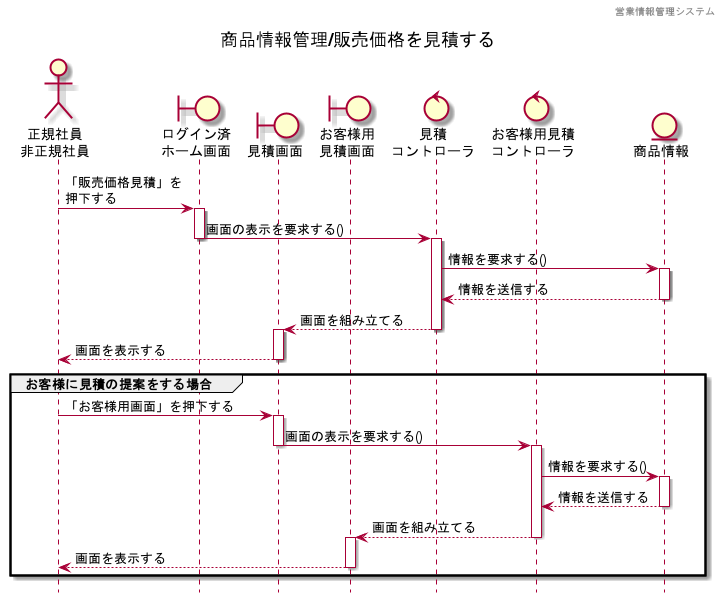 営業情報管理システム
商品情報管理/販売価格を見積する
正規社員
非正規社員
ログイン済
ホーム画面
見積画面
お客様用
見積画面
見積
コントローラ
お客様用見積
コントローラ
商品情報
「販売価格見積」を
押下する
画面の表示を要求する()
情報を要求する()
情報を送信する
画面を組み立てる
画面を表示する
お客様に見積の提案をする場合
「お客様用画面」を押下する
画面の表示を要求する()
情報を要求する()
情報を送信する
画面を組み立てる
画面を表示する